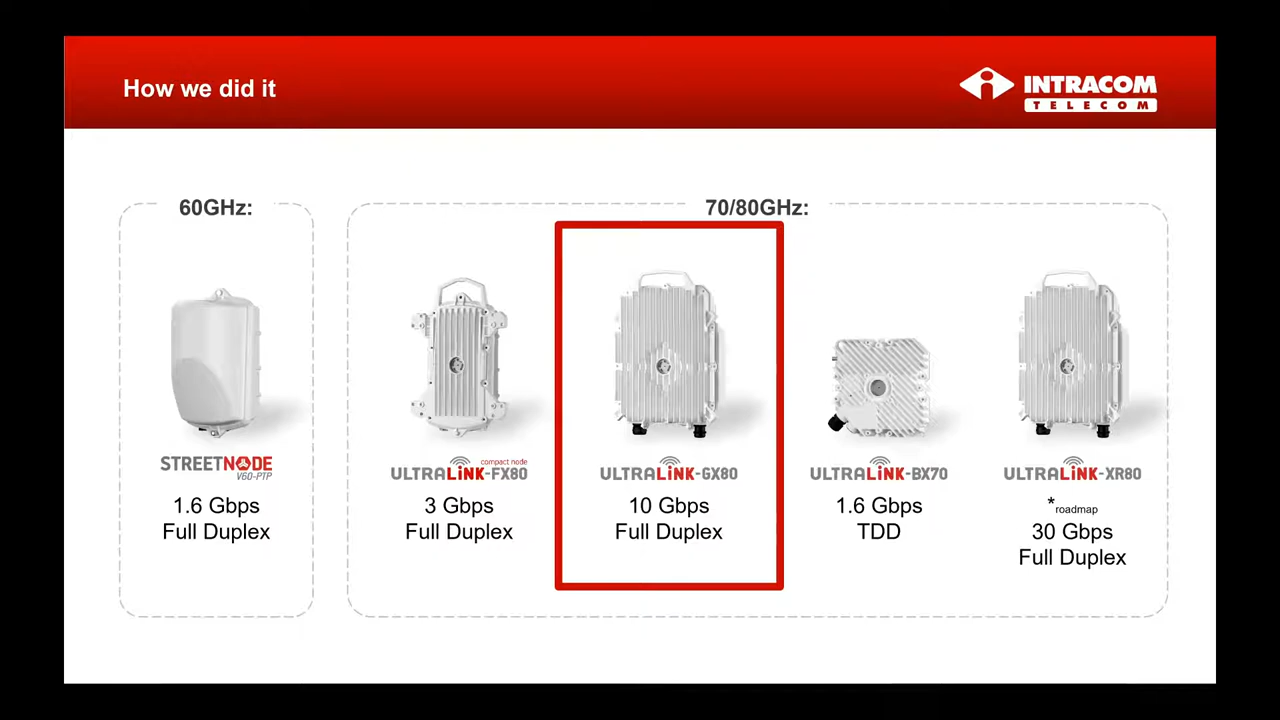 How we did it
INTRACOM
TELECOM
60GHz:
70/80GHz:
STREETNODE
V60-PTP
1.6 Gbps
Full Duplex
compact node
ULTRALiNK-FX80
3 Gbps
Full Duplex
ULTRALiNK-GX80
10 Gbps
Full Duplex
ULTRALiNK-BX70
1.6 Gbps
TDD
ULTRALiNK-XR80
*roadmap
30 Gbps
Full Duplex